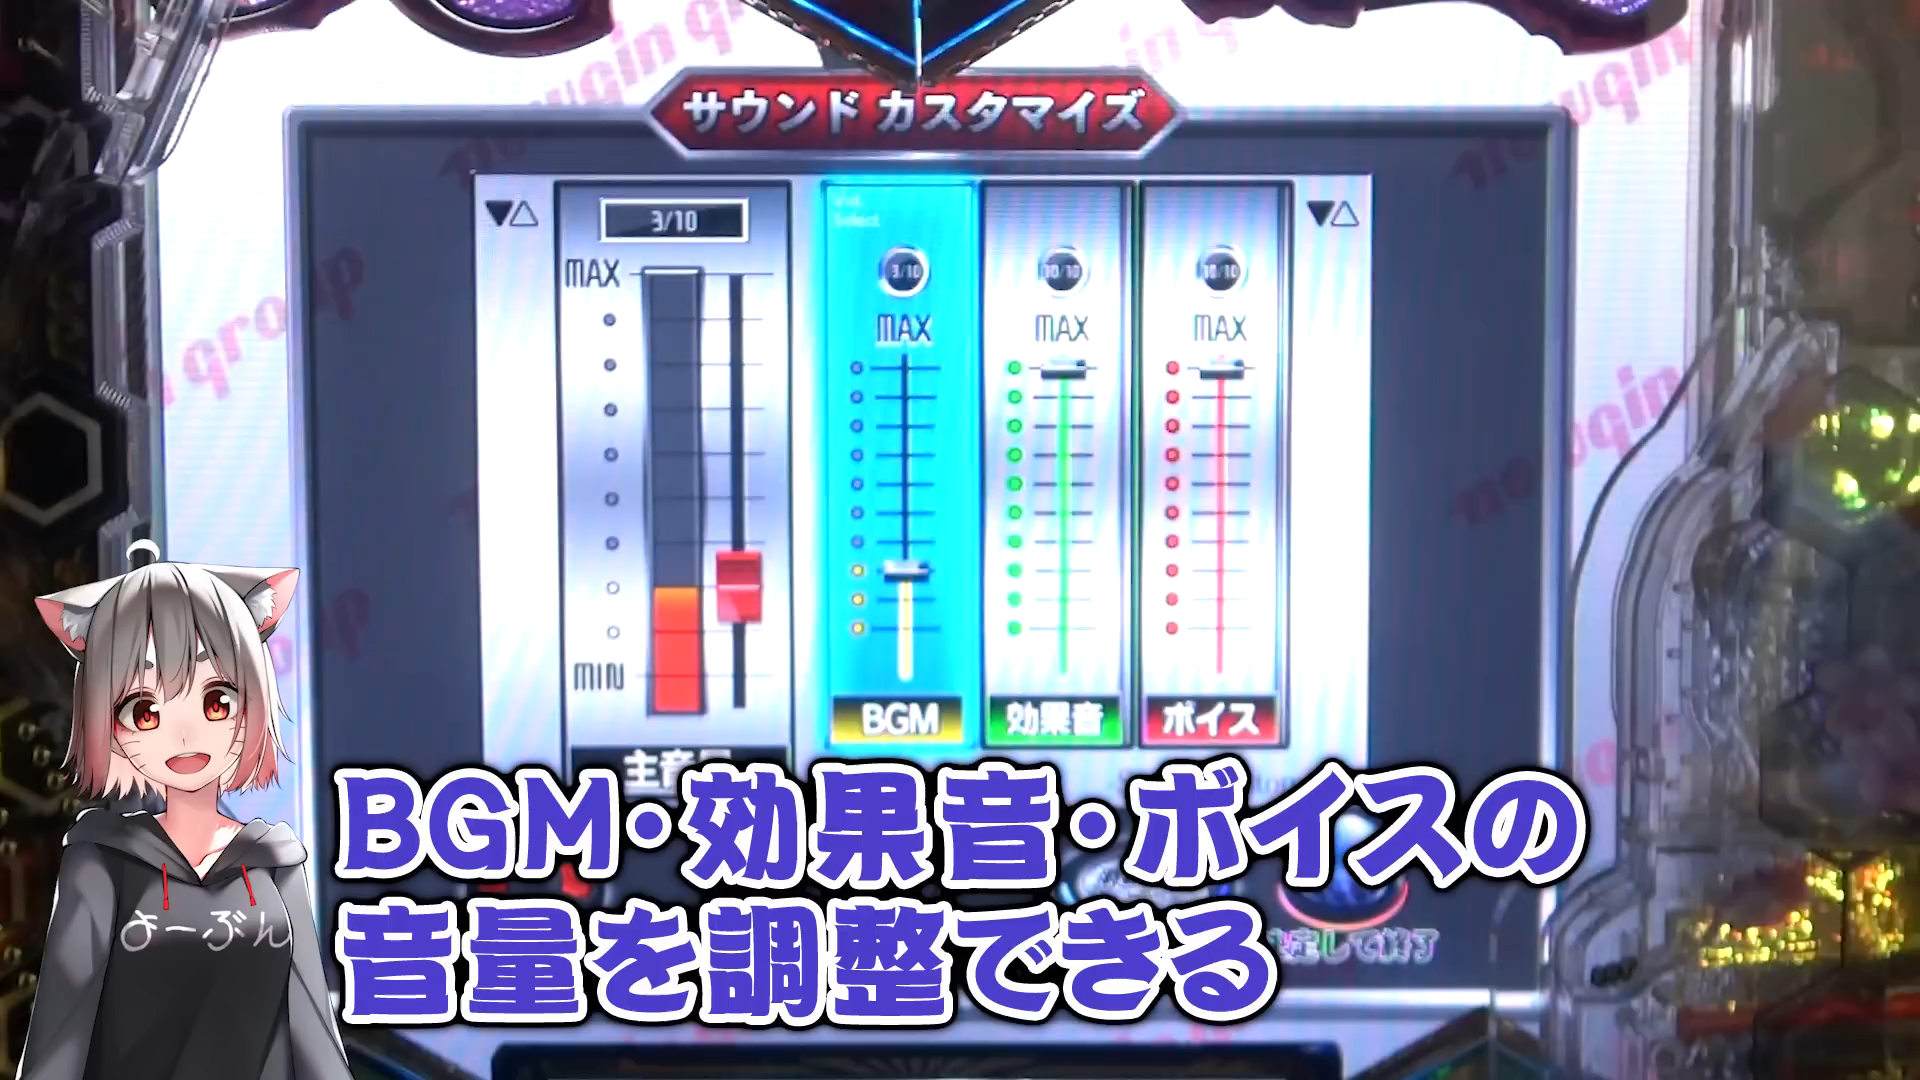 サウンド カスタマイズ
3/10
MAX
MIN
3/10
MAX
BGM
10/10
MAX
効果音
10/10
MAX
ボイス
よーぶん
BGM・効果音・ボイスの
音量を調整できる